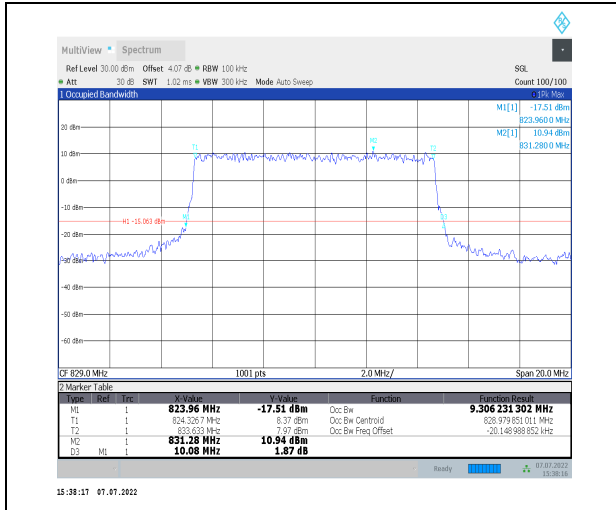 MultiView Spectrum
Ref Level 30.00 dBm Offset 4.07 dB RBW 100 kHz SGL
Att 30 dB SWT 1.02 ms VBW 300 kHz Mode Auto Sweep Count 100/100
1 Occupied Bandwidth 1Pk Max
M1[1] -17.51 dBm
823.960 0 MHz
M2[1] 10.94 dBm
831.280 0 MHz
20 dBm
M2
T1 T2
10 dBm
0 dBm
-10 dBm
M1
H1 -15.063 dBm
-20 dBm
-30 dBm
-40 dBm
-50 dBm
-60 dBm
CF 829.0 MHz 1001 pts 2.0 MHz/ Span 20.0 MHz
2 Marker Table
Type Ref Trc X-Value Y-Value Function Function Result
M1 1 823.96 MHz -17.51 dBm Occ Bw 9.306 231 302 MHz
T1 1 824.326 7 MHz 8.37 dBm Occ Bw Centroid 828.979 851 011 MHz
T2 1 833.633 MHz 7.97 dBm Occ Bw Freq Offset -20.148 988 852 kHz
M2 1 831.28 MHz 10.94 dBm
D3 M1 1 10.08 MHz 1.87 dB
Ready 07.07.2022
15:38:16
15:38:17 07.07.2022